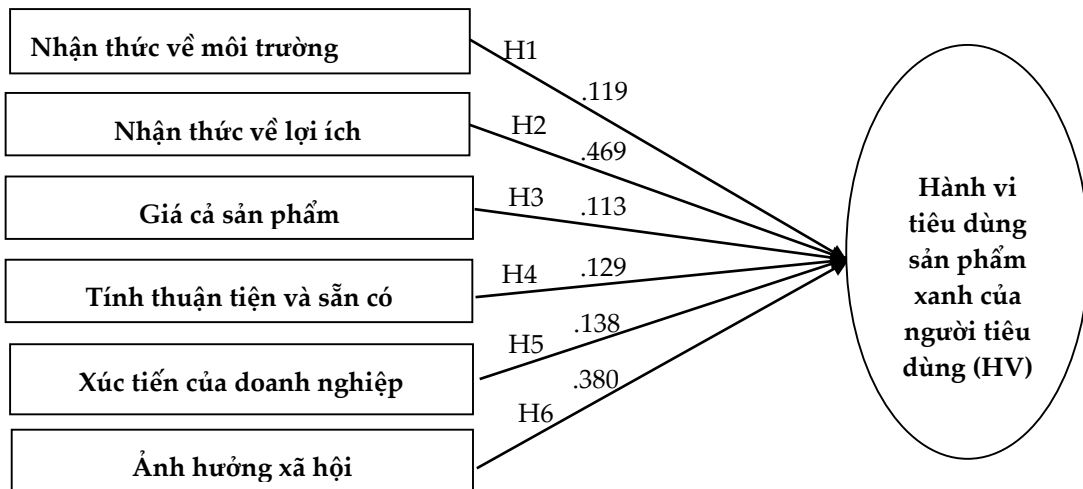 Nhận thức về môi trường
H1
.119
Nhận thức về lợi ích
H2
.469
Giá cả sản phẩm
H3
.113
Tính thuận tiện và sẵn có
H4
.129
Xúc tiến của doanh nghiệp
H5
.138
Ảnh hưởng xã hội
H6
.380
Hành vi
tiêu dùng
sản phẩm
xanh của
người tiêu
dùng (HV)